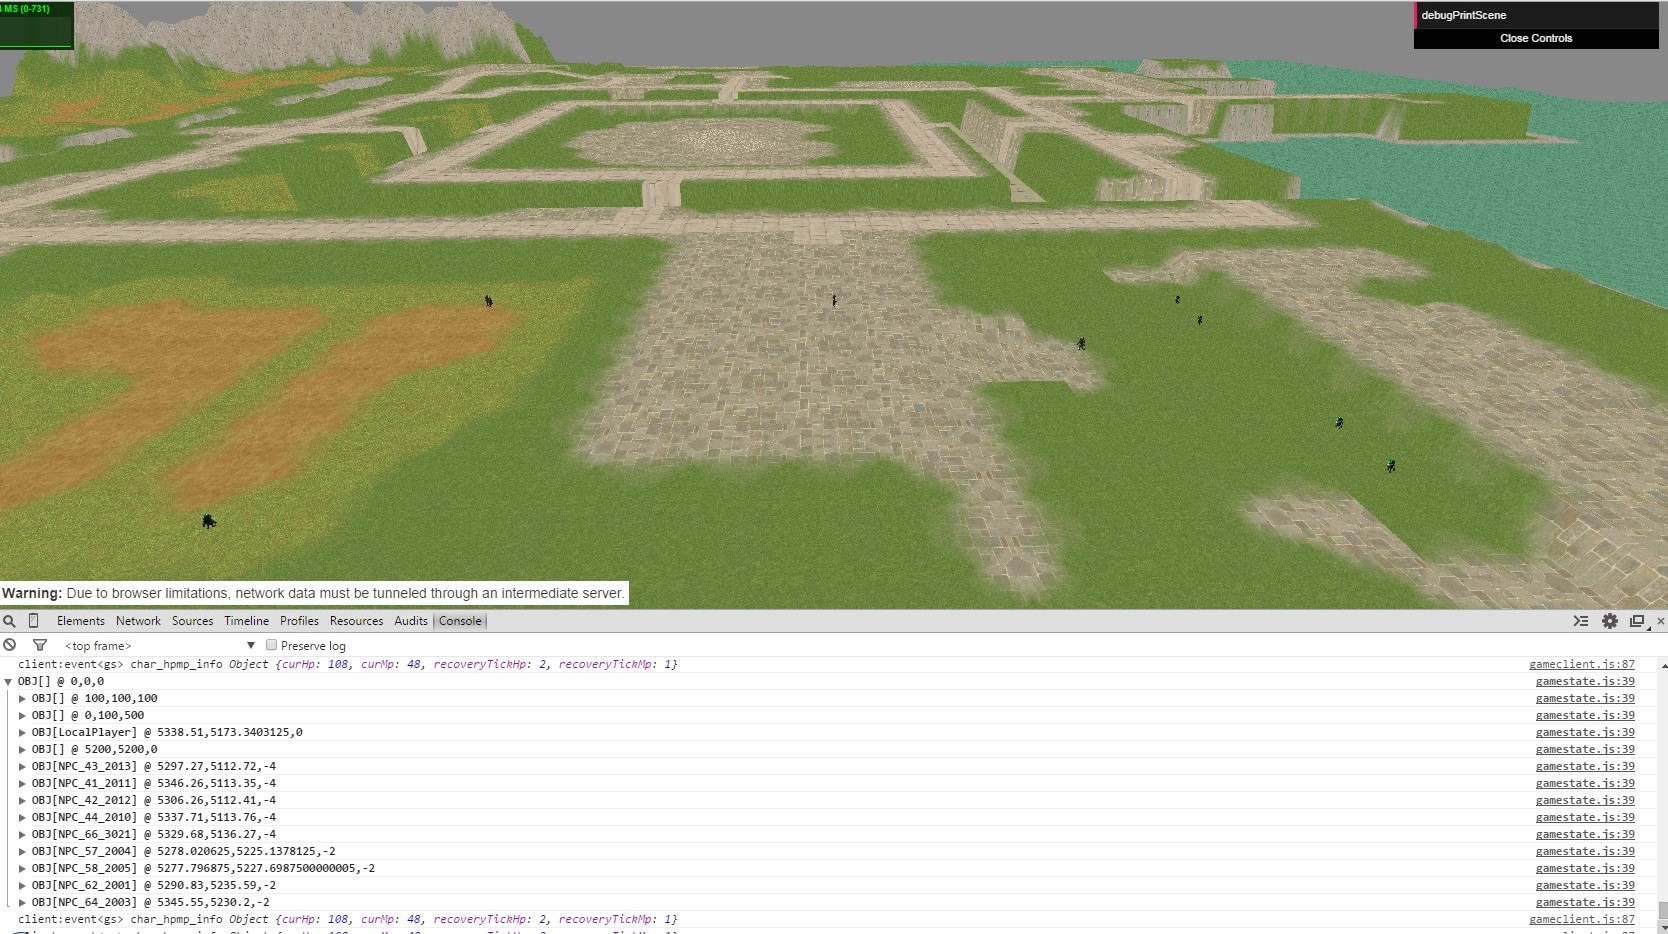 MS (0-731)
debugPrintScene
Close Controls
Warning: Due to browser limitations, network data must be tunneled through an intermediate server.
Elements Network Sources Timeline Profiles Resources Audits Console
<top frame> Preserve log
client:event<gs> char_hpmp_info Object {curHp: 108, curMp: 48, recoveryTickHp: 2, recoveryTickMp: 1} gameclient.js:87
OBJ[] @ 0,0,0 gamestate.js:39
OBJ[] @ 100,100,100 gamestate.js:39
OBJ[] @ 0,100,500 gamestate.js:39
OBJ[LocalPlayer] @ 5338.51,5173.3403125,0 gamestate.js:39
OBJ[] @ 5200,5200,0 gamestate.js:39
OBJ[NPC_43_2013] @ 5297.27,5112.72,-4 gamestate.js:39
OBJ[NPC_41_2011] @ 5346.26,5113.35,-4 gamestate.js:39
OBJ[NPC_42_2012] @ 5306.26,5112.41,-4 gamestate.js:39
OBJ[NPC_44_2010] @ 5337.71,5113.76,-4 gamestate.js:39
OBJ[NPC_66_3021] @ 5329.68,5136.27,-4 gamestate.js:39
OBJ[NPC_57_2004] @ 5278.020625,5225.1378125,-2 gamestate.js:39
OBJ[NPC_58_2005] @ 5277.796875,5227.6987500000005,-2 gamestate.js:39
OBJ[NPC_62_2001] @ 5290.83,5235.59,-2 gamestate.js:39
OBJ[NPC_64_2003] @ 5345.55,5230.2,-2 gamestate.js:39
client:event<gs> char_hpmp_info Object {curHp: 108, curMp: 48, recoveryTickHp: 2, recoveryTickMp: 1} gameclient.js:87